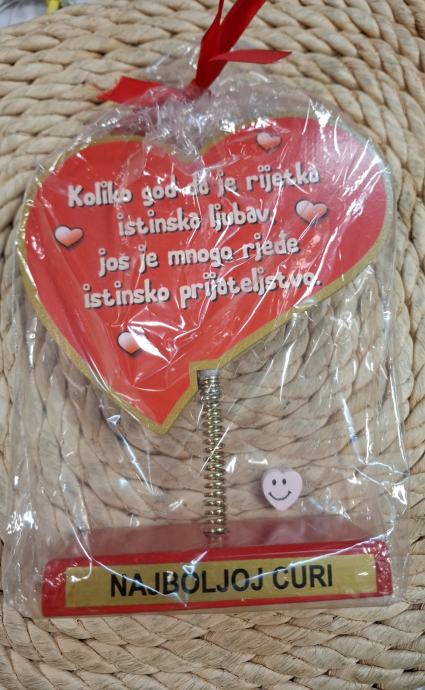 Koliko god da je rijetka
istinska ljubav,
još je mnogo rjeđe
istinsko prijateljstvo.
NAJBOLJOJ CURI